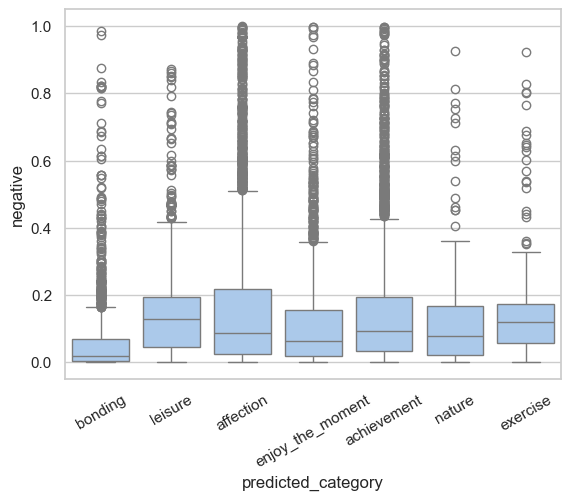 1.0
0.8
0.6
0.4
0.2
0.0
negative
bonding
leisure
affection
enjoy_the_moment
achievement
nature
exercise
predicted_category